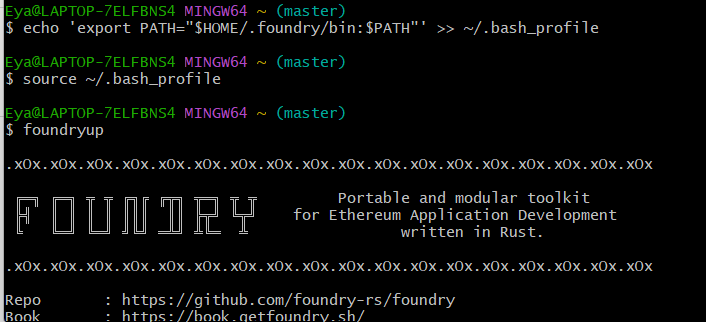 Eya@LAPTOP-7ELFBNS4 MINGW64 ~ (master)
$ echo 'export PATH="$HOME/.foundry/bin:$PATH"' >> ~/.bash_profile
Eya@LAPTOP-7ELFBNS4 MINGW64 ~ (master)
$ source ~/.bash_profile
Eya@LAPTOP-7ELFBNS4 MINGW64 ~ (master)
$ foundryup
.xOx.xOx.xOx.xOx.xOx.xOx.xOx.xOx.xOx.xOx.xOx.xOx.xOx.xOx.xOx.xOx.xOx.xOx
FOUNDRY
Portable and modular toolkit
for Ethereum Application Development
written in Rust.
.xOx.xOx.xOx.xOx.xOx.xOx.xOx.xOx.xOx.xOx.xOx.xOx.xOx.xOx.xOx.xOx.xOx.xOx
Repo       : https://github.com/foundry-rs/foundry
Book       : https://book.getfoundry.sh/